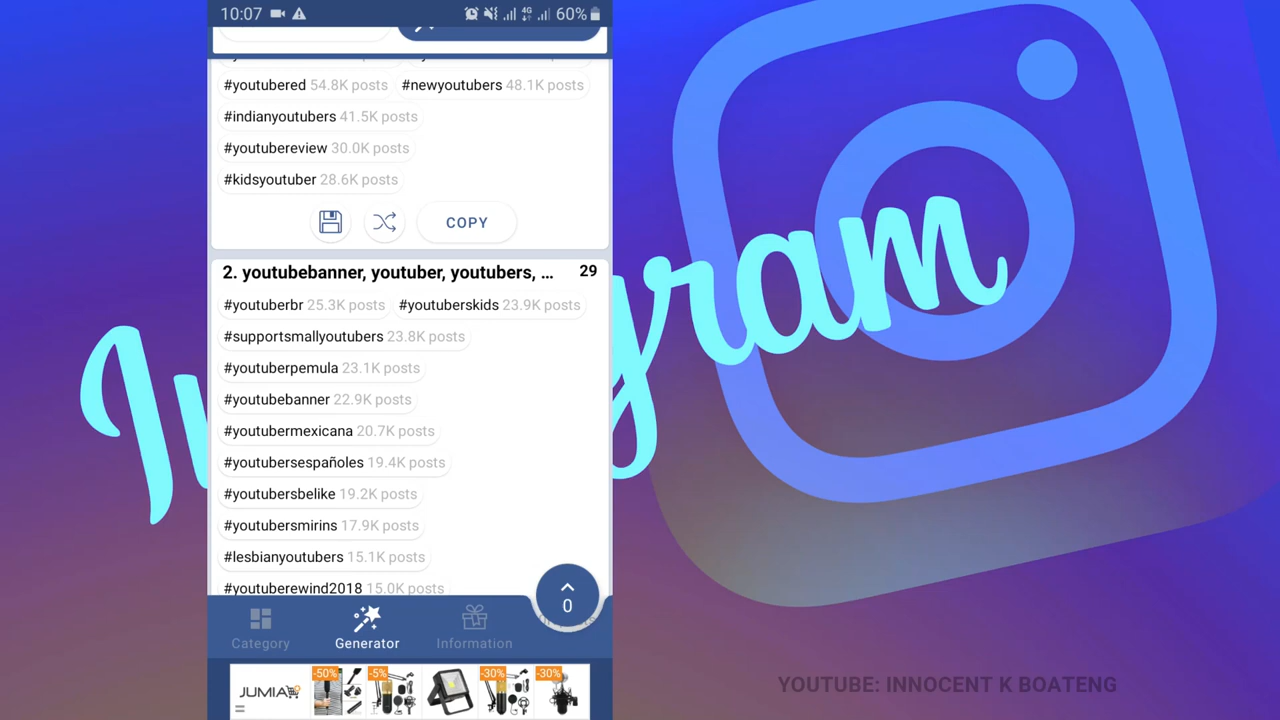 10:07 4G 60%
#youtubered 54.8K posts #newyoutubers 48.1K posts
#indianyoutubers 41.5K posts
#youtubereview 30.0K posts
#kidsyoutuber 28.6K posts
COPY
2. youtubebanner, youtuber, youtubers, ... 29
#youtuberbr 25.3K posts #youtuberskids 23.9K posts
#supportsmallyoutubers 23.8K posts
#youtuberpemula 23.1K posts
#youtubebanner 22.9K posts
#youtubermexicana 20.7K posts
#youtubersespañoles 19.4K posts
#youtubersbelike 19.2K posts
#youtubersmirins 17.9K posts
#lesbianyoutubers 15.1K posts
#youtuberewind2018 15.0K posts
0
Category Generator Information
JUMIA -50% -5% -30% -30%
gram
YOUTUBE: INNOCENT K BOATENG